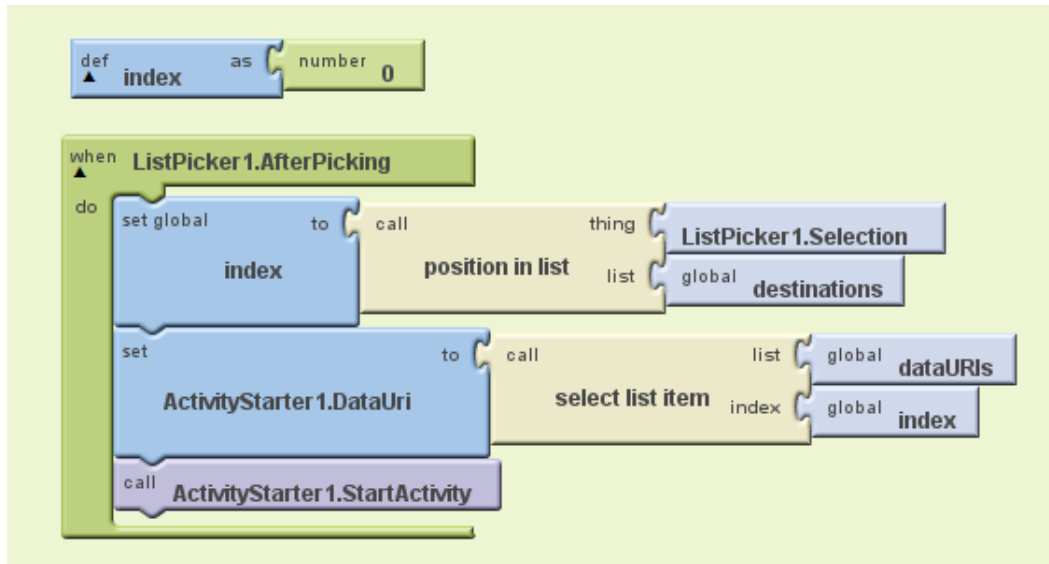 def index as number 0
when ListPicker1.AfterPicking
do
set global index to call position in list thing ListPicker1.Selection
list global destinations
set ActivityStarter1.DataUri to call select list item list global dataURIs
index global index
call ActivityStarter1.StartActivity